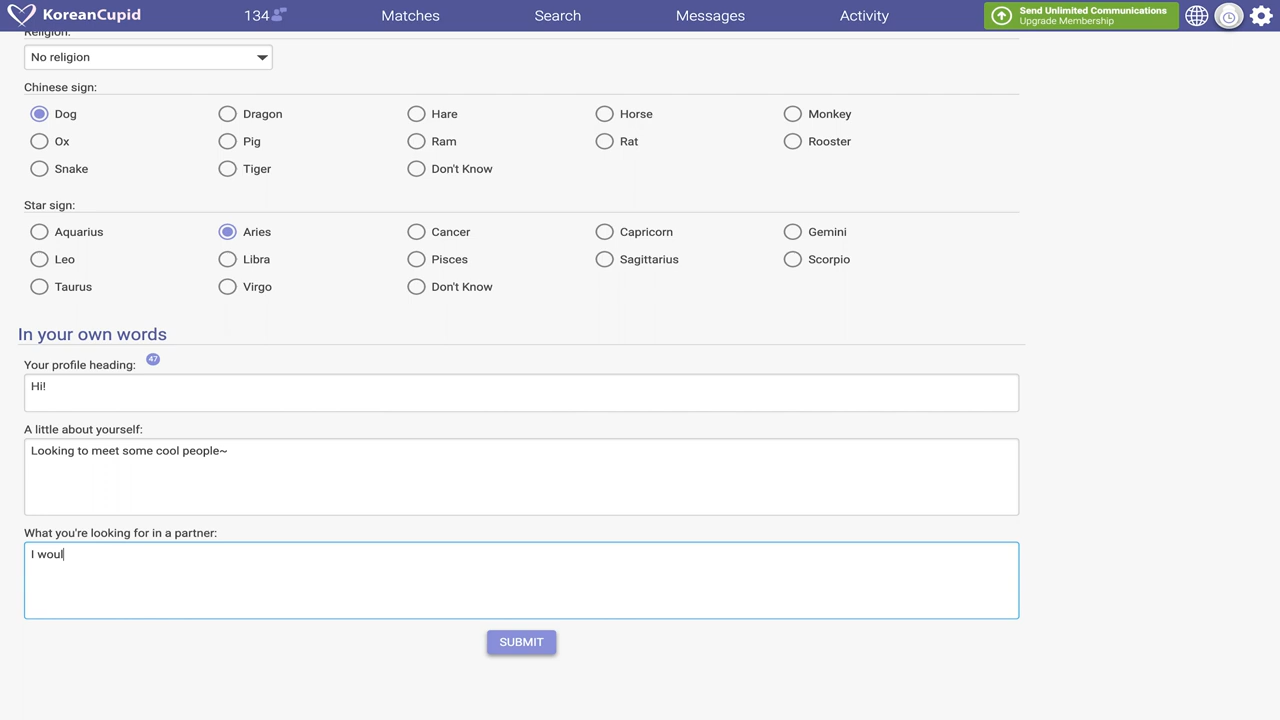 KoreanCupid
134
Matches
Search
Messages
Activity
Send Unlimited Communications
Upgrade Membership
Religion:
No religion
Chinese sign:
Dog Dragon Hare Horse Monkey
Ox Pig Ram Rat Rooster
Snake Tiger Don't Know
Star sign:
Aquarius Aries Cancer Capricorn Gemini
Leo Libra Pisces Sagittarius Scorpio
Taurus Virgo Don't Know
In your own words
Your profile heading: 47
Hi!
A little about yourself:
Looking to meet some cool people~
What you're looking for in a partner:
I woul
SUBMIT